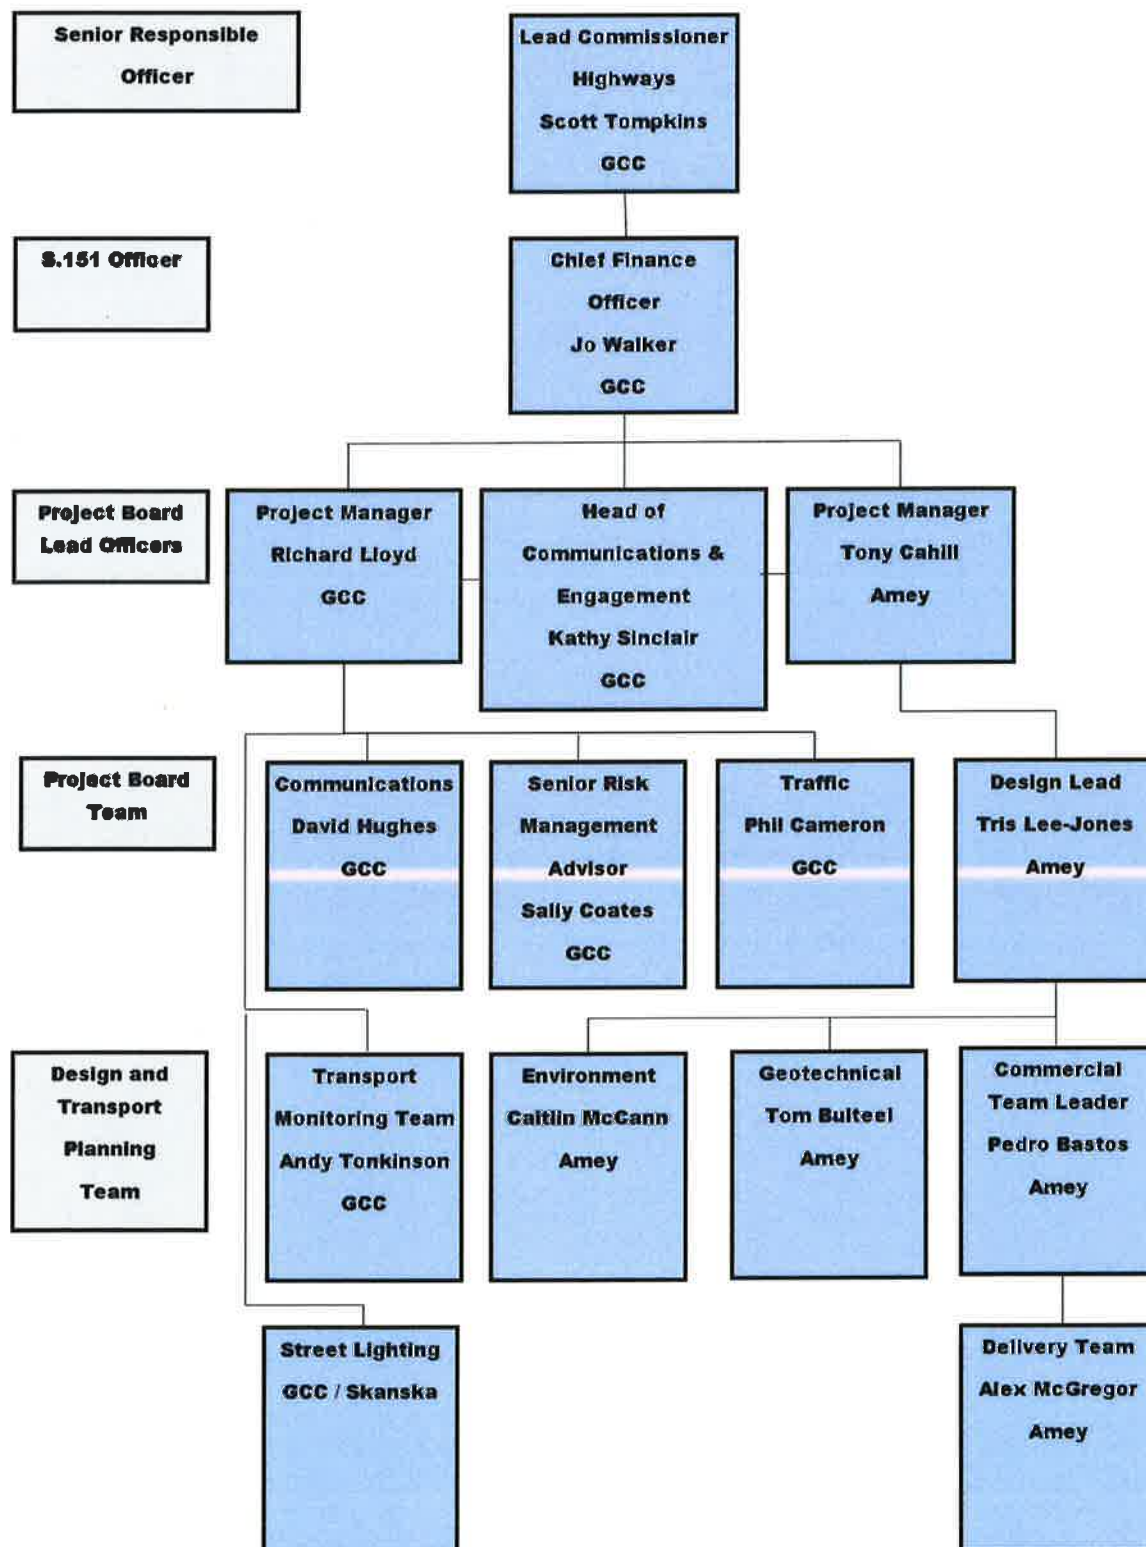 Senior Responsible
Officer
Lead Commissioner
Highways
Scott Tompkins
GCC
S.151 Officer
Chief Finance
Officer
Jo Walker
GCC
Project Board
Lead Officers
Project Manager
Richard Lloyd
GCC
Head of
Communications &
Engagement
Kathy Sinclair
GCC
Project Manager
Tony Cahill
Amey
Project Board
Team
Communications
David Hughes
GCC
Senior Risk
Management
Advisor
Sally Coates
GCC
Traffic
Phil Cameron
GCC
Design Lead
Tris Lee-Jones
Amey
Design and
Transport
Planning
Team
Transport
Monitoring Team
Andy Tonkinson
GCC
Environment
Caitlin McCann
Amey
Geotechnical
Tom Bulteel
Amey
Commercial
Team Leader
Pedro Bastos
Amey
Street Lighting
GCC / Skanska
Delivery Team
Alex McGregor
Amey